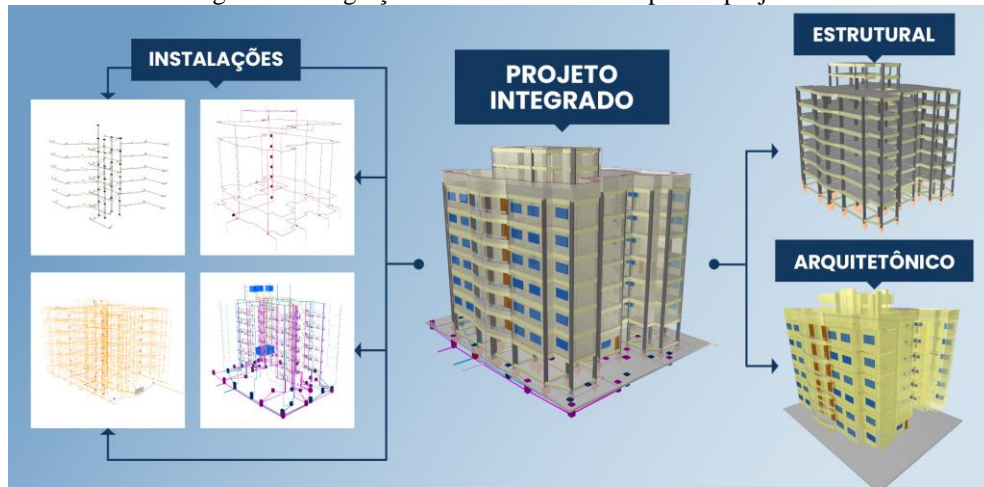 INSTALAÇÕES
PROJETO
INTEGRADO
ESTRUTURAL
ARQUITETÔNICO